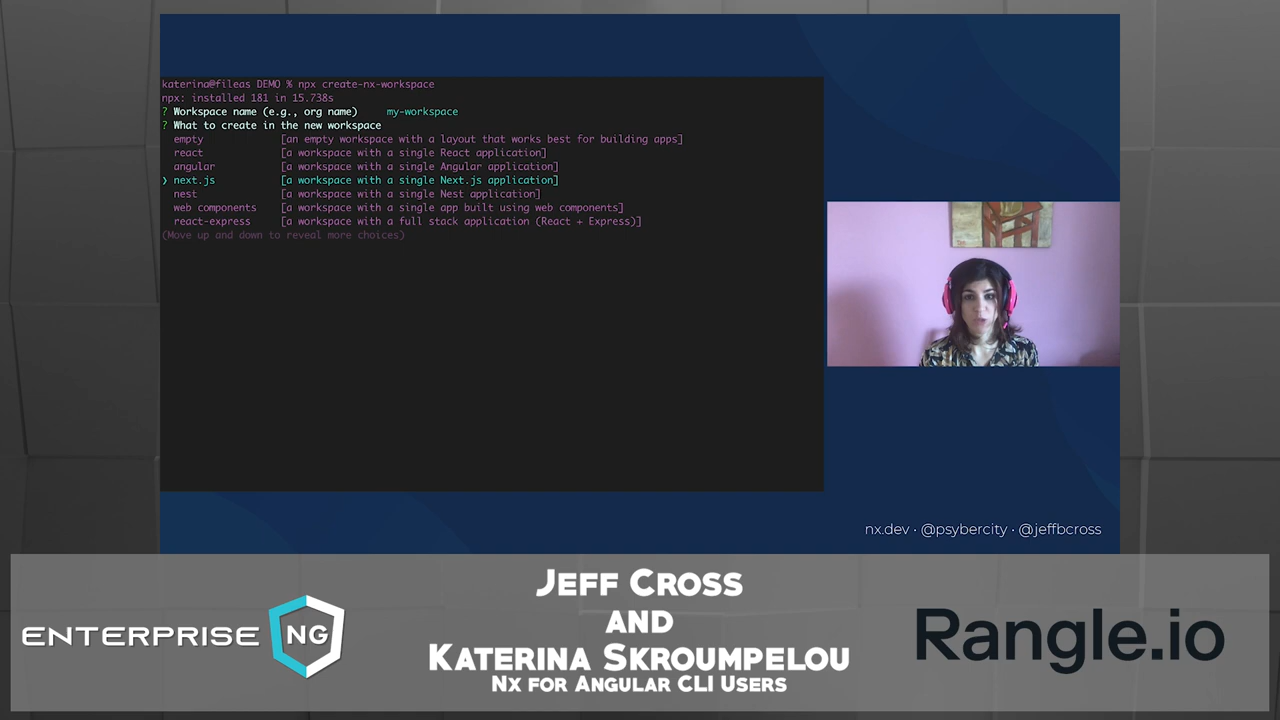 katerina@fileas DEMO % npx create-nx-workspace
npx: installed 181 in 15.738s
? Workspace name (e.g., org name) my-workspace
? What to create in the new workspace
empty [an empty workspace with a layout that works best for building apps]
react [a workspace with a single React application]
angular [a workspace with a single Angular application]
❯ next.js [a workspace with a single Next.js application]
nest [a workspace with a single Nest application]
web components [a workspace with a single app built using web components]
react-express [a workspace with a full stack application (React + Express)]
(Move up and down to reveal more choices)
nx.dev · @psybercity · @jeffbcross
ENTERPRISE NG
Jeff Cross
and
Katerina Skroumpelou
Nx for Angular CLI Users
Rangle.io